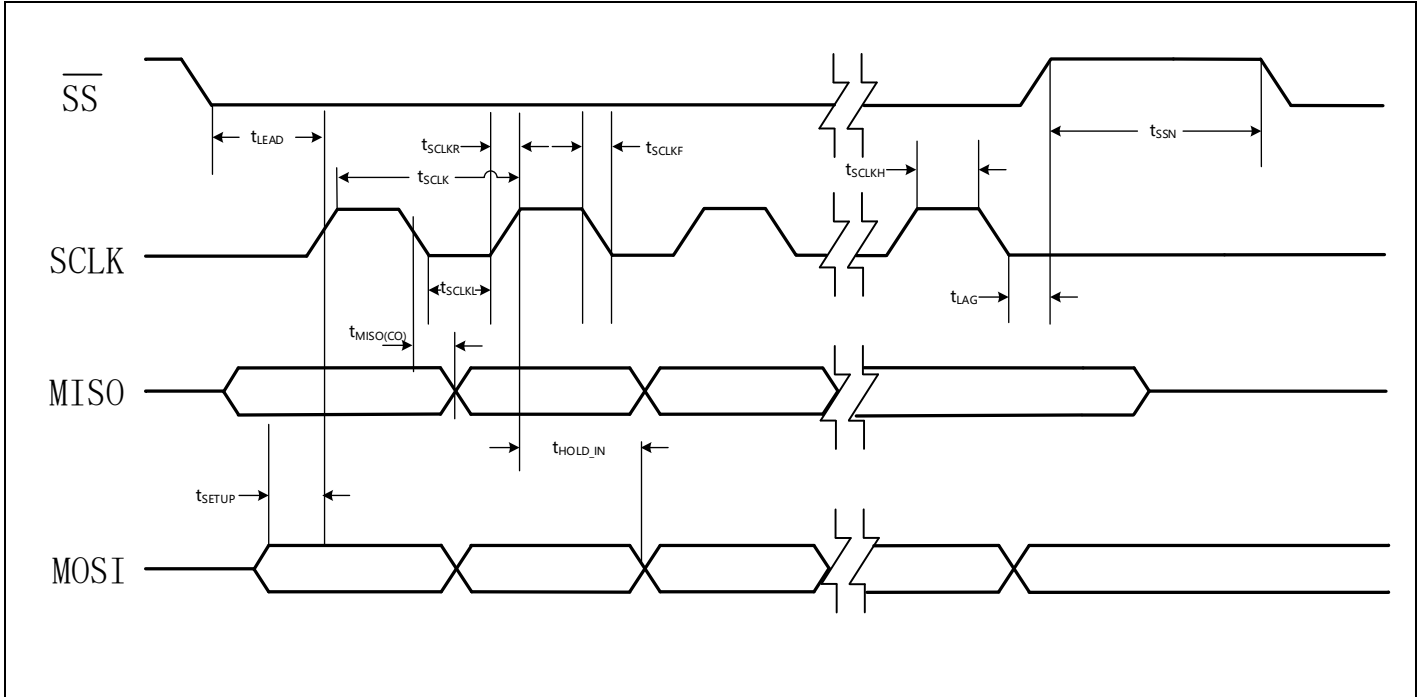 SS
tLEAD
tSCLKR
tSCLKF
tSSN
tSCLK
tSCLKH
SCLK
tSCLKL
tLAG
tMISO(CO)
MISO
tHOLD_IN
tSETUP
MOSI